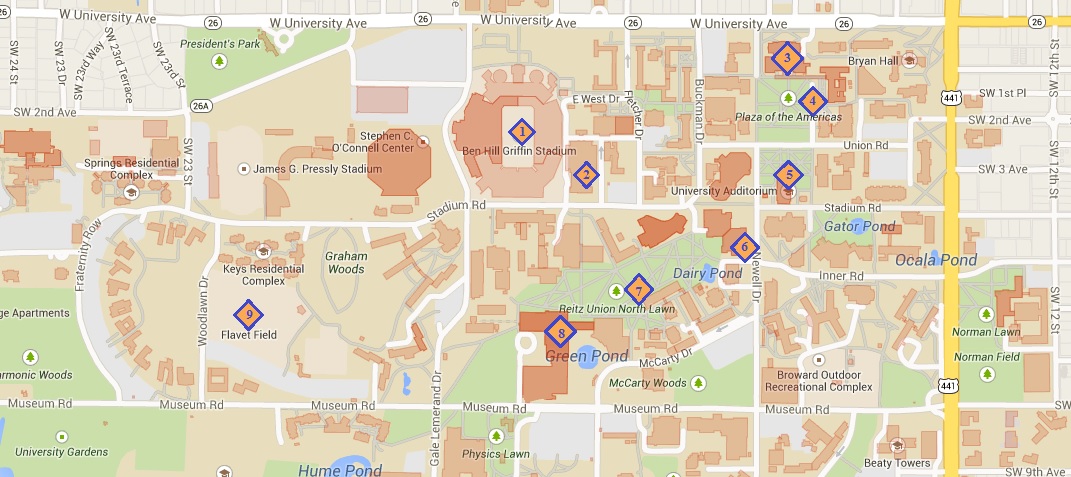 W University Ave
W University Ave
W University Ave
26
26
26
26
26
SW 24 St
SW 23 Dr
SW 23rd Way
SW 23rd Terrace
SW 23rd St
President's Park
26A
SW 2nd Ave
Springs Residential
Complex
SW 23 St
James G. Pressly Stadium
Stephen C.
O'Connell Center
1
Ben Hill Griffin Stadium
2
E West Dr
Fletcher Dr
Buckman Dr
3
Bryan Hall
4
Plaza of the Americas
Union Rd
5
University Auditorium
441
SW 1st Pl
SW 2nd Ave
SW 3 Ave
SW 12th St
SW 12th St
Stadium Rd
Stadium Rd
Gator Pond
6
Dairy Pond
Newell Dr
Inner Rd
Ocala Pond
Fraternity Row
Keys Residential
Complex
Graham
Woods
Woodlawn Dr
9
Flavet Field
7
Reitz Union North Lawn
8
Green Pond
McCarty Dr
McCarty Woods
Broward Outdoor
Recreational Complex
Norman Lawn
Norman Field
SW 12 St
441
ge Apartments
armonic Woods
Museum Rd
Museum Rd
Museum Rd
Museum Rd
Museum Rd
Museum Rd
SW
Gale Lemerand Dr
University Gardens
Hume Pond
Physics Lawn
Beaty Towers
SW 9th Ave